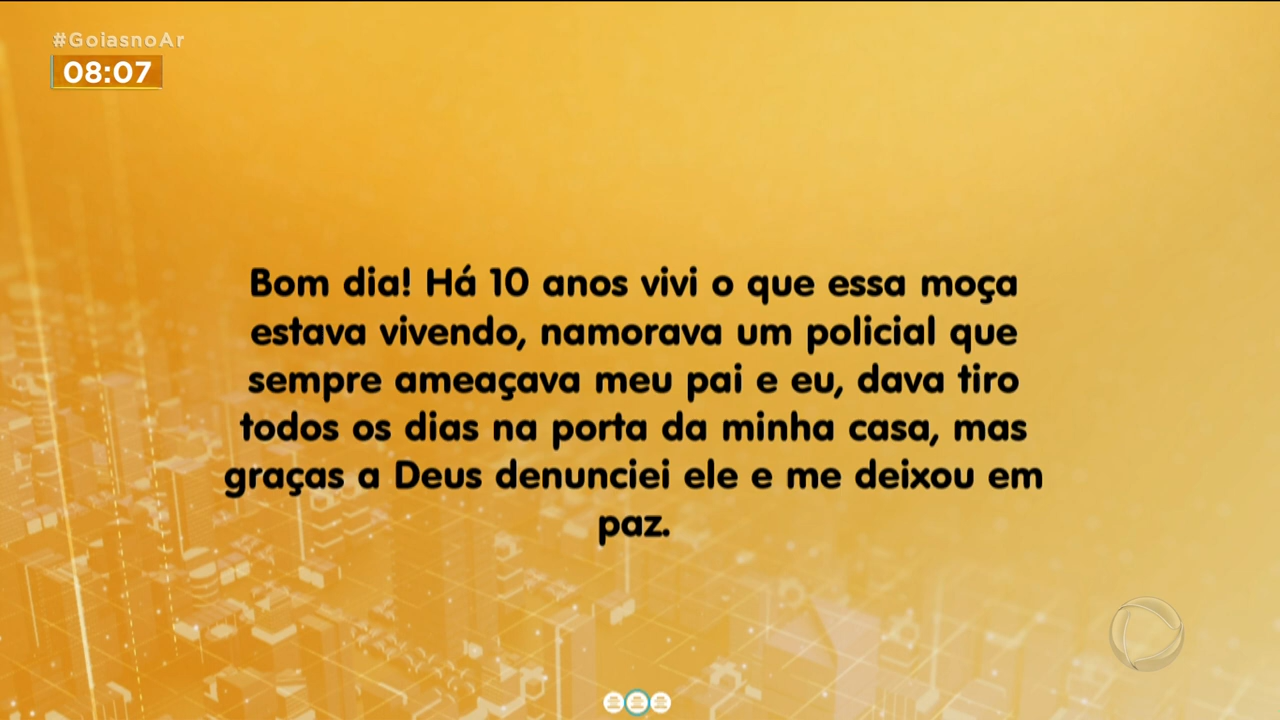 #GoiasnoAr
08:07
Bom dia! Há 10 anos vivi o que essa moça
estava vivendo, namorava um policial que
sempre ameaçava meu pai e eu, dava tiro
todos os dias na porta da minha casa, mas
graças a Deus denunciei ele e me deixou em
paz.